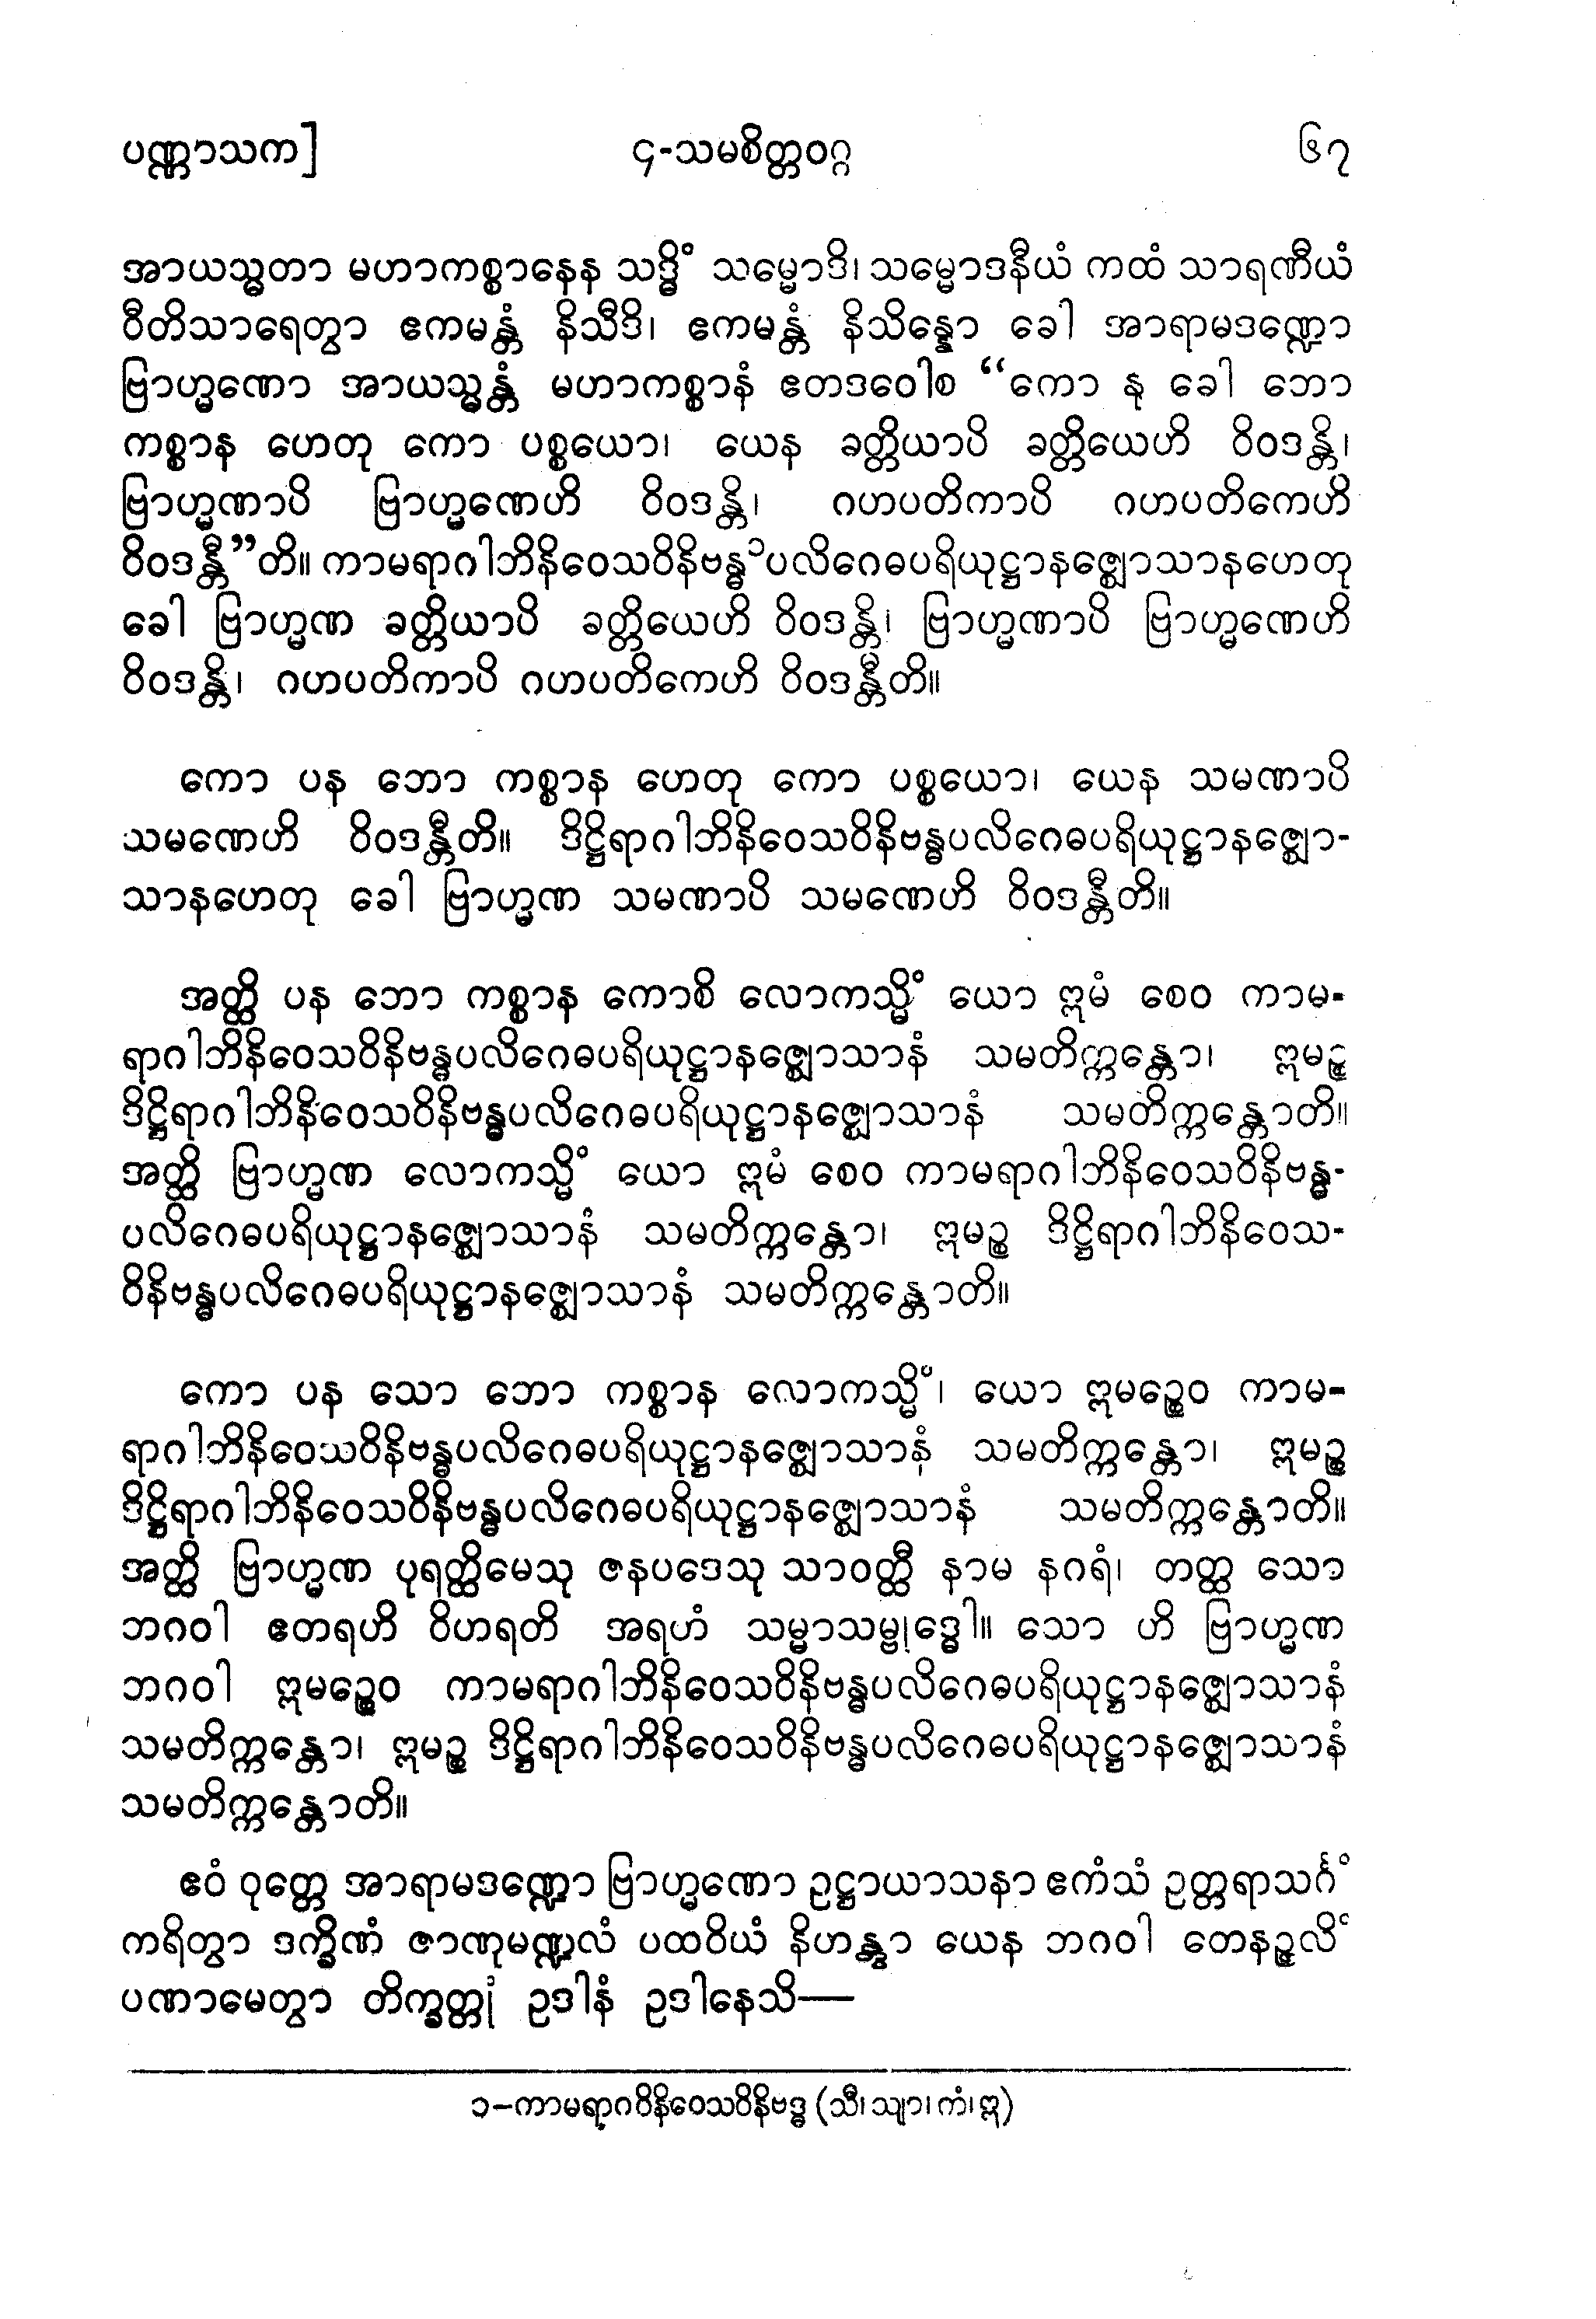 ပဏ္ဏာသက]
၄-သမစိတ္တဝဂ္ဂ
၆၇
အာယသ္မတာ မဟာကစ္စာနေန သဒ္ဓိံ သမ္မောဒိ၊ သမ္မောဒနီယံ ကထံ သာရဏီယံ
ဝီတိသာရေတွာ ဧကမန္တံ နိသီဒိ၊ ဧကမန္တံ နိသိန္နော ခေါ အာရာမဒဏ္ဍော
ဗြာဟ္မဏော အာယသ္မန္တံ မဟာကစ္စာနံ ဧတဒဝေါစ “ကော နု ခေါ ဘော
ကစ္စာန ဟေတု ကော ပစ္စယော၊ ယေန ခတ္တိယာပိ ခတ္တိယေဟိ ဝိဝဒန္တိ၊
ဗြာဟ္မဏာပိ ဗြာဟ္မဏေဟိ ဝိဝဒန္တိ၊ ဂဟပတိကာပိ ဂဟပတိကေဟိ
ဝိဝဒန္တီ”တိ။ ကာမရာဂါဘိနိဝေသဝိနိဗန္ဓ၁ပလိဂေဓပရိယုဋ္ဌာနဇ္ဈောသာနဟေတု
ခေါ ဗြာဟ္မဏ ခတ္တိယာပိ ခတ္တိယေဟိ ဝိဝဒန္တိ၊ ဗြာဟ္မဏာပိ ဗြာဟ္မဏေဟိ
ဝိဝဒန္တိ၊ ဂဟပတိကာပိ ဂဟပတိကေဟိ ဝိဝဒန္တီတိ။
ကော ပန ဘော ကစ္စာန ဟေတု ကော ပစ္စယော၊ ယေန သမဏာပိ
သမဏေဟိ ဝိဝဒန္တီတိ။ ဒိဋ္ဌိရာဂါဘိနိဝေသဝိနိဗန္ဓပလိဂေဓပရိယုဋ္ဌာနဇ္ဈော-
သာနဟေတု ခေါ ဗြာဟ္မဏ သမဏာပိ သမဏေဟိ ဝိဝဒန္တီတိ။
အတ္ထိ ပန ဘော ကစ္စာန ကောစိ လောကသ္မိံ ယော ဣမံ စေဝ ကာမ-
ရာဂါဘိနိဝေသဝိနိဗန္ဓပလိဂေဓပရိယုဋ္ဌာနဇ္ဈောသာနံ သမတိက္ကန္တော၊ ဣမဉ္စ
ဒိဋ္ဌိရာဂါဘိနိဝေသဝိနိဗန္ဓပလိဂေဓပရိယုဋ္ဌာနဇ္ဈောသာနံ သမတိက္ကန္တောတိ။
အတ္ထိ ဗြာဟ္မဏ လောကသ္မိံ ယော ဣမံ စေဝ ကာမရာဂါဘိနိဝေသဝိနိဗန္ဓ-
ပလိဂေဓပရိယုဋ္ဌာနဇ္ဈောသာနံ သမတိက္ကန္တော၊ ဣမဉ္စ ဒိဋ္ဌိရာဂါဘိနိဝေသ-
ဝိနိဗန္ဓပလိဂေဓပရိယုဋ္ဌာနဇ္ဈောသာနံ သမတိက္ကန္တောတိ။
ကော ပန သော ဘော ကစ္စာန လောကသ္မိံ၊ ယော ဣမဉ္စေဝ ကာမ-
ရာဂါဘိနိဝေသဝိနိဗန္ဓပလိဂေဓပရိယုဋ္ဌာနဇ္ဈောသာနံ သမတိက္ကန္တော၊ ဣမဉ္စ
ဒိဋ္ဌိရာဂါဘိနိဝေသဝိနိဗန္ဓပလိဂေဓပရိယုဋ္ဌာနဇ္ဈောသာနံ သမတိက္ကန္တောတိ။
အတ္ထိ ဗြာဟ္မဏ ပုရတ္ထိမေသု ဇနပဒေသု သာဝတ္ထီ နာမ နဂရံ၊ တတ္ထ သော
ဘဂဝါ ဧတရဟိ ဝိဟရတိ အရဟံ သမ္မာသမ္ဗုဒ္ဓေါ။ သော ဟိ ဗြာဟ္မဏ
ဘဂဝါ ဣမဉ္စေဝ ကာမရာဂါဘိနိဝေသဝိနိဗန္ဓပလိဂေဓပရိယုဋ္ဌာနဇ္ဈောသာနံ
သမတိက္ကန္တော၊ ဣမဉ္စ ဒိဋ္ဌိရာဂါဘိနိဝေသဝိနိဗန္ဓပလိဂေဓပရိယုဋ္ဌာနဇ္ဈောသာနံ
သမတိက္ကန္တောတိ။
ဧဝံ ဝုတ္တေ အာရာမဒဏ္ဍော ဗြာဟ္မဏော ဥဋ္ဌာယာသနာ ဧကံသံ ဥတ္တရာသင်္ဂံ
ကရိတွာ ဒက္ခိဏံ ဇာဏုမဏ္ဍလံ ပထဝိယံ နိဟန္တွာ ယေန ဘဂဝါ တေနဉ္ဇလိံ
ပဏာမေတွာ တိက္ခတ္တုံ ဥဒါနံ ဥဒါနေသိ—
၁−ကာမရာဂဝိနိဝေသဝိနိဗဒ္ဓ (သီ၊ သျာ၊ ကံ၊ ဣ)